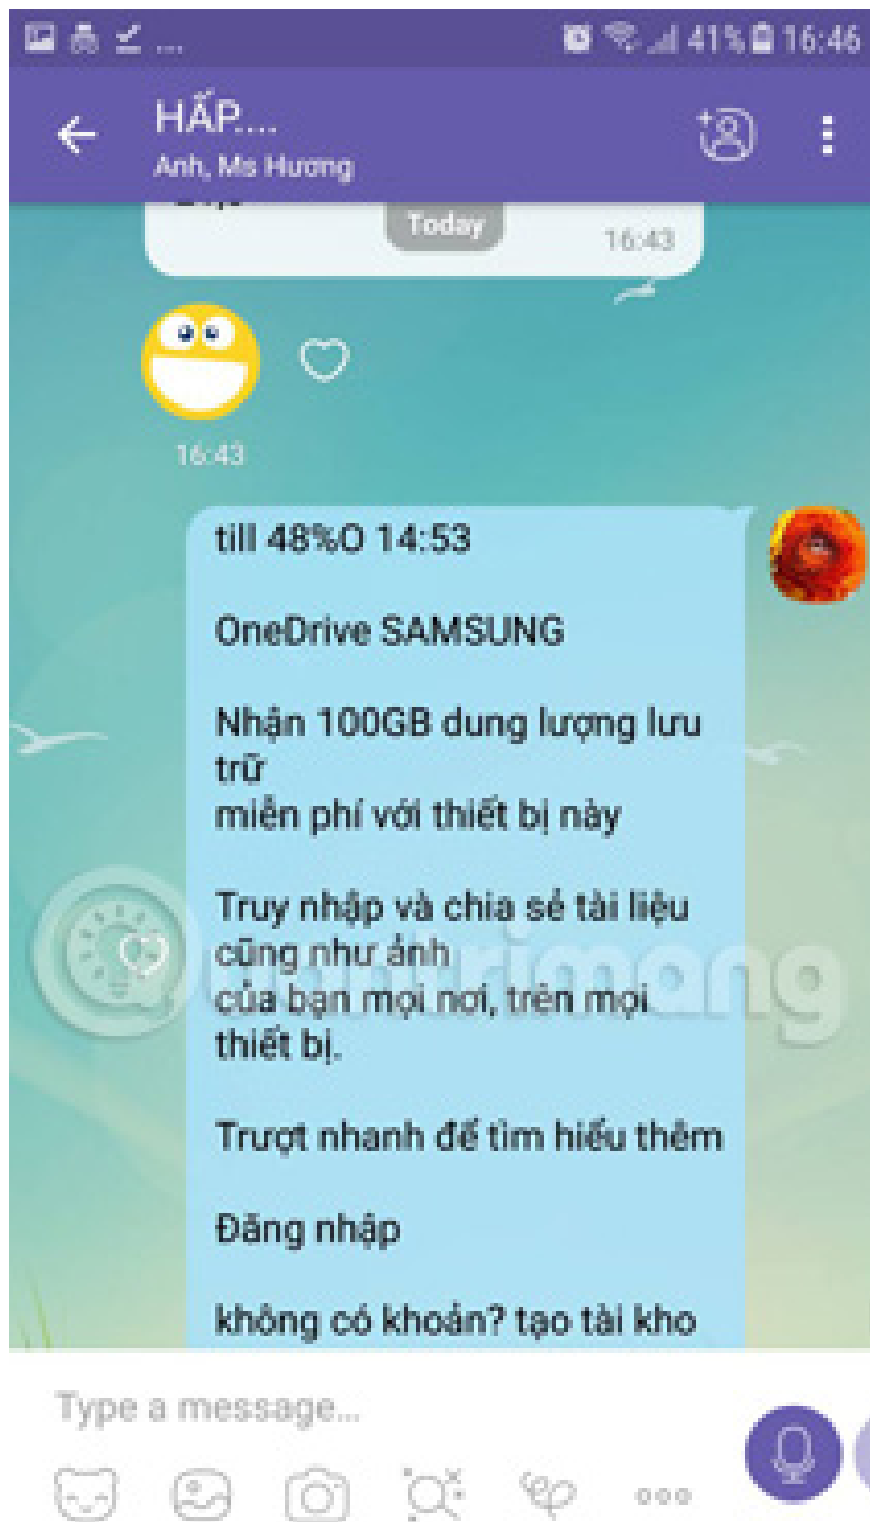 ... 41% 16:46
HẤP....
Anh, Ms Hương
Today
16:43
16:43
till 48%O 14:53
OneDrive SAMSUNG
Nhận 100GB dung lượng lưu
trữ
miễn phí với thiết bị này
Truy nhập và chia sẻ tài liệu
cũng như ảnh
của bạn mọi nơi, trên mọi
thiết bị.
Quantrimang
Trượt nhanh để tìm hiểu thêm
Đăng nhập
không có khoản? tạo tài kho
Type a message...